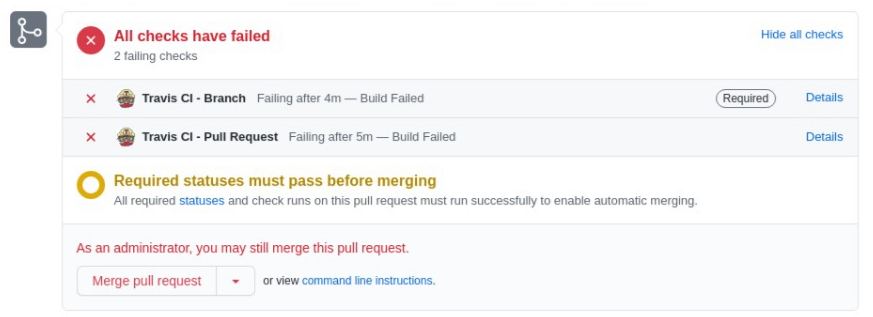 All checks have failed
Hide all checks
2 failing checks
Travis CI - Branch Failing after 4m — Build Failed Required Details
Travis CI - Pull Request Failing after 5m — Build Failed Details
Required statuses must pass before merging
All required statuses and check runs on this pull request must run successfully to enable automatic merging.
As an administrator, you may still merge this pull request.
Merge pull request or view command line instructions.